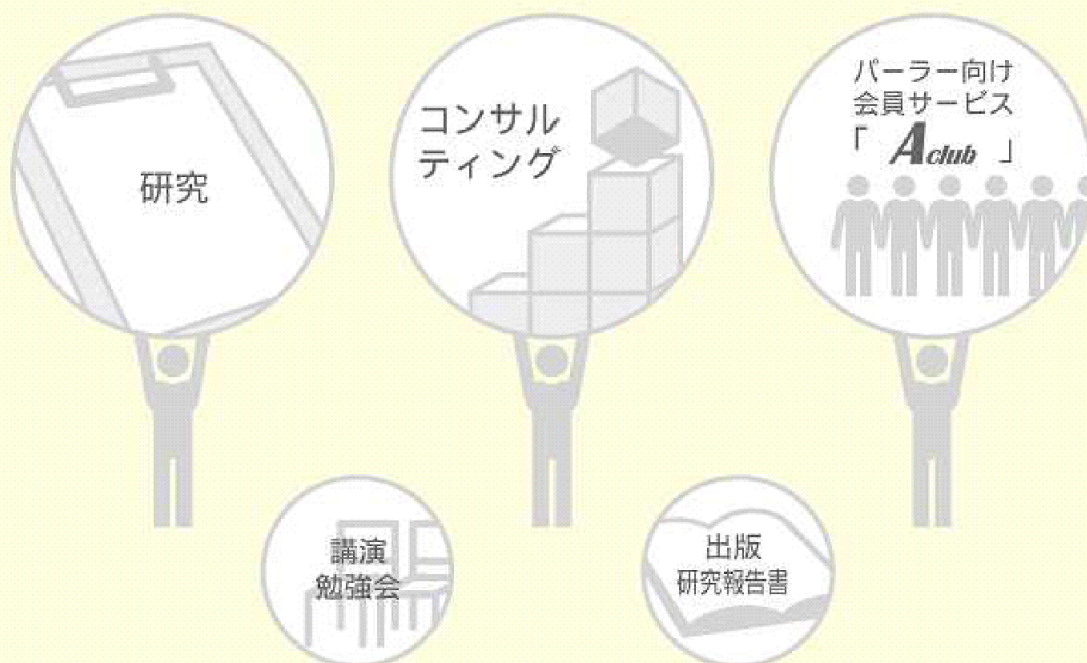 研究
コンサル
ティング
パーラー向け
会員サービス
「 Aclub 」
講演
勉強会
出版
研究報告書